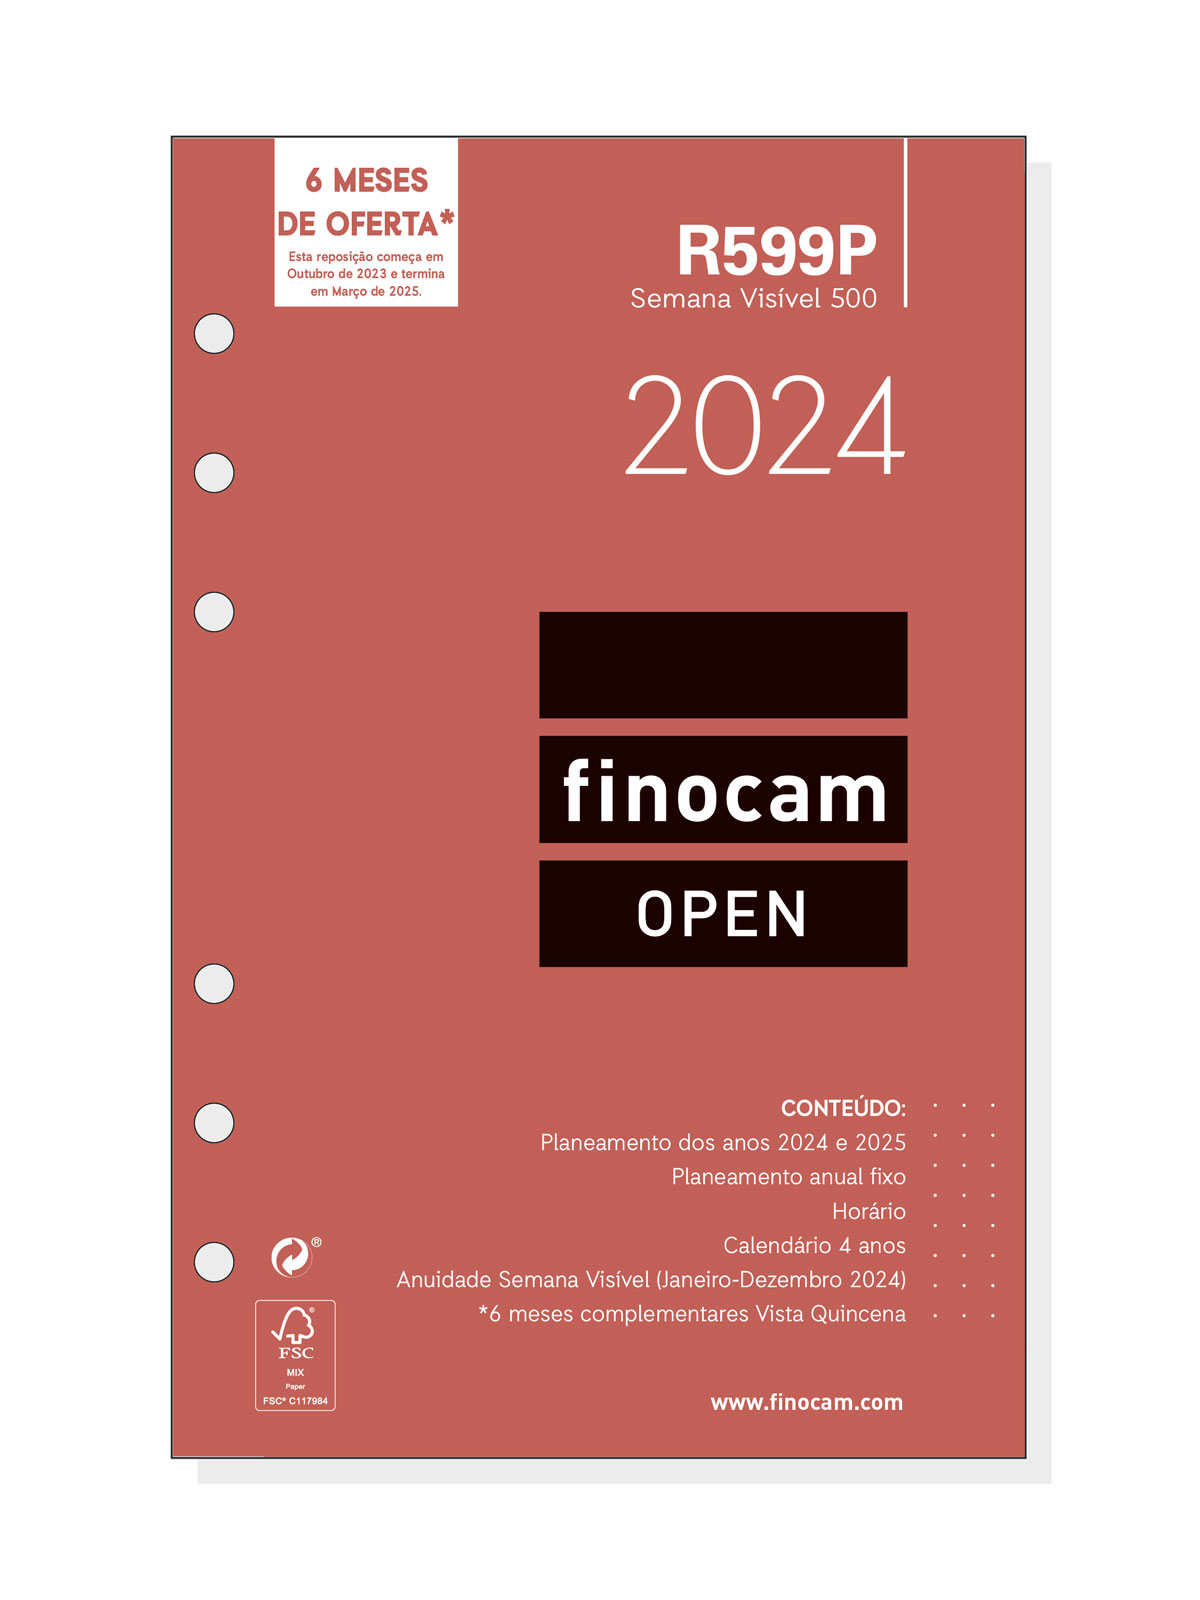 6 MESES
DE OFERTA*
Esta reposição começa em
Outubro de 2023 e termina
em Março de 2025.
R599P
Semana Visível 500
2024
finocam
OPEN
CONTEÚDO:
Planeamento dos anos 2024 e 2025
Planeamento anual fixo
Horário
Calendário 4 anos
Anuidade Semana Visível (Janeiro-Dezembro 2024)
*6 meses complementares Vista Quincena
®
®
FSC
MIX
Paper
FSC® C117984
www.finocam.com